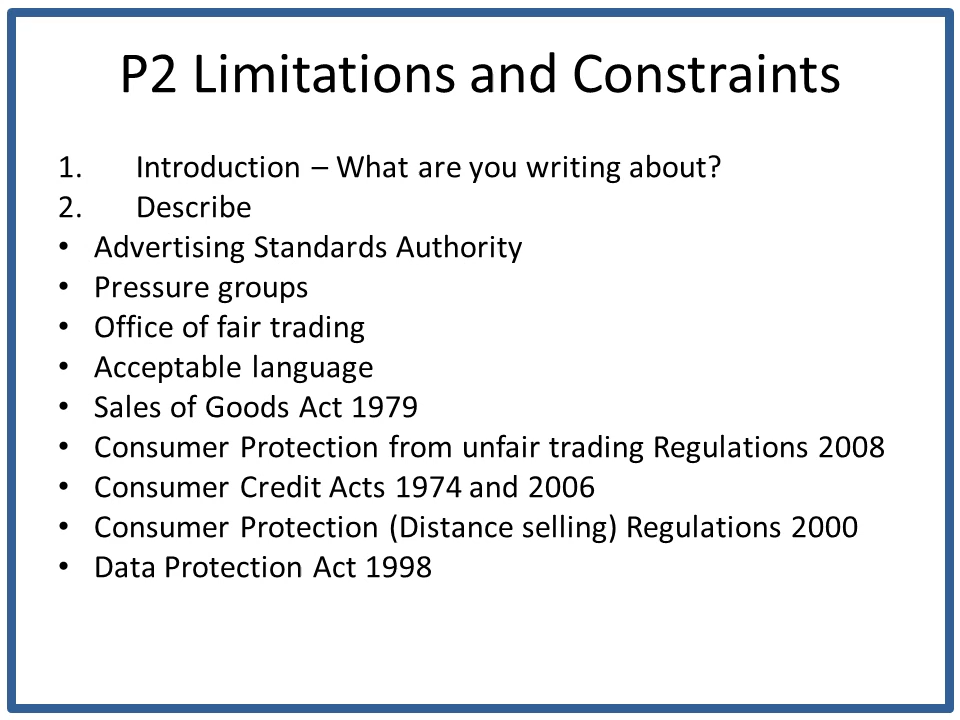 P2 Limitations and Constraints
1. Introduction – What are you writing about?
2. Describe
• Advertising Standards Authority
• Pressure groups
• Office of fair trading
• Acceptable language
• Sales of Goods Act 1979
• Consumer Protection from unfair trading Regulations 2008
• Consumer Credit Acts 1974 and 2006
• Consumer Protection (Distance selling) Regulations 2000
• Data Protection Act 1998